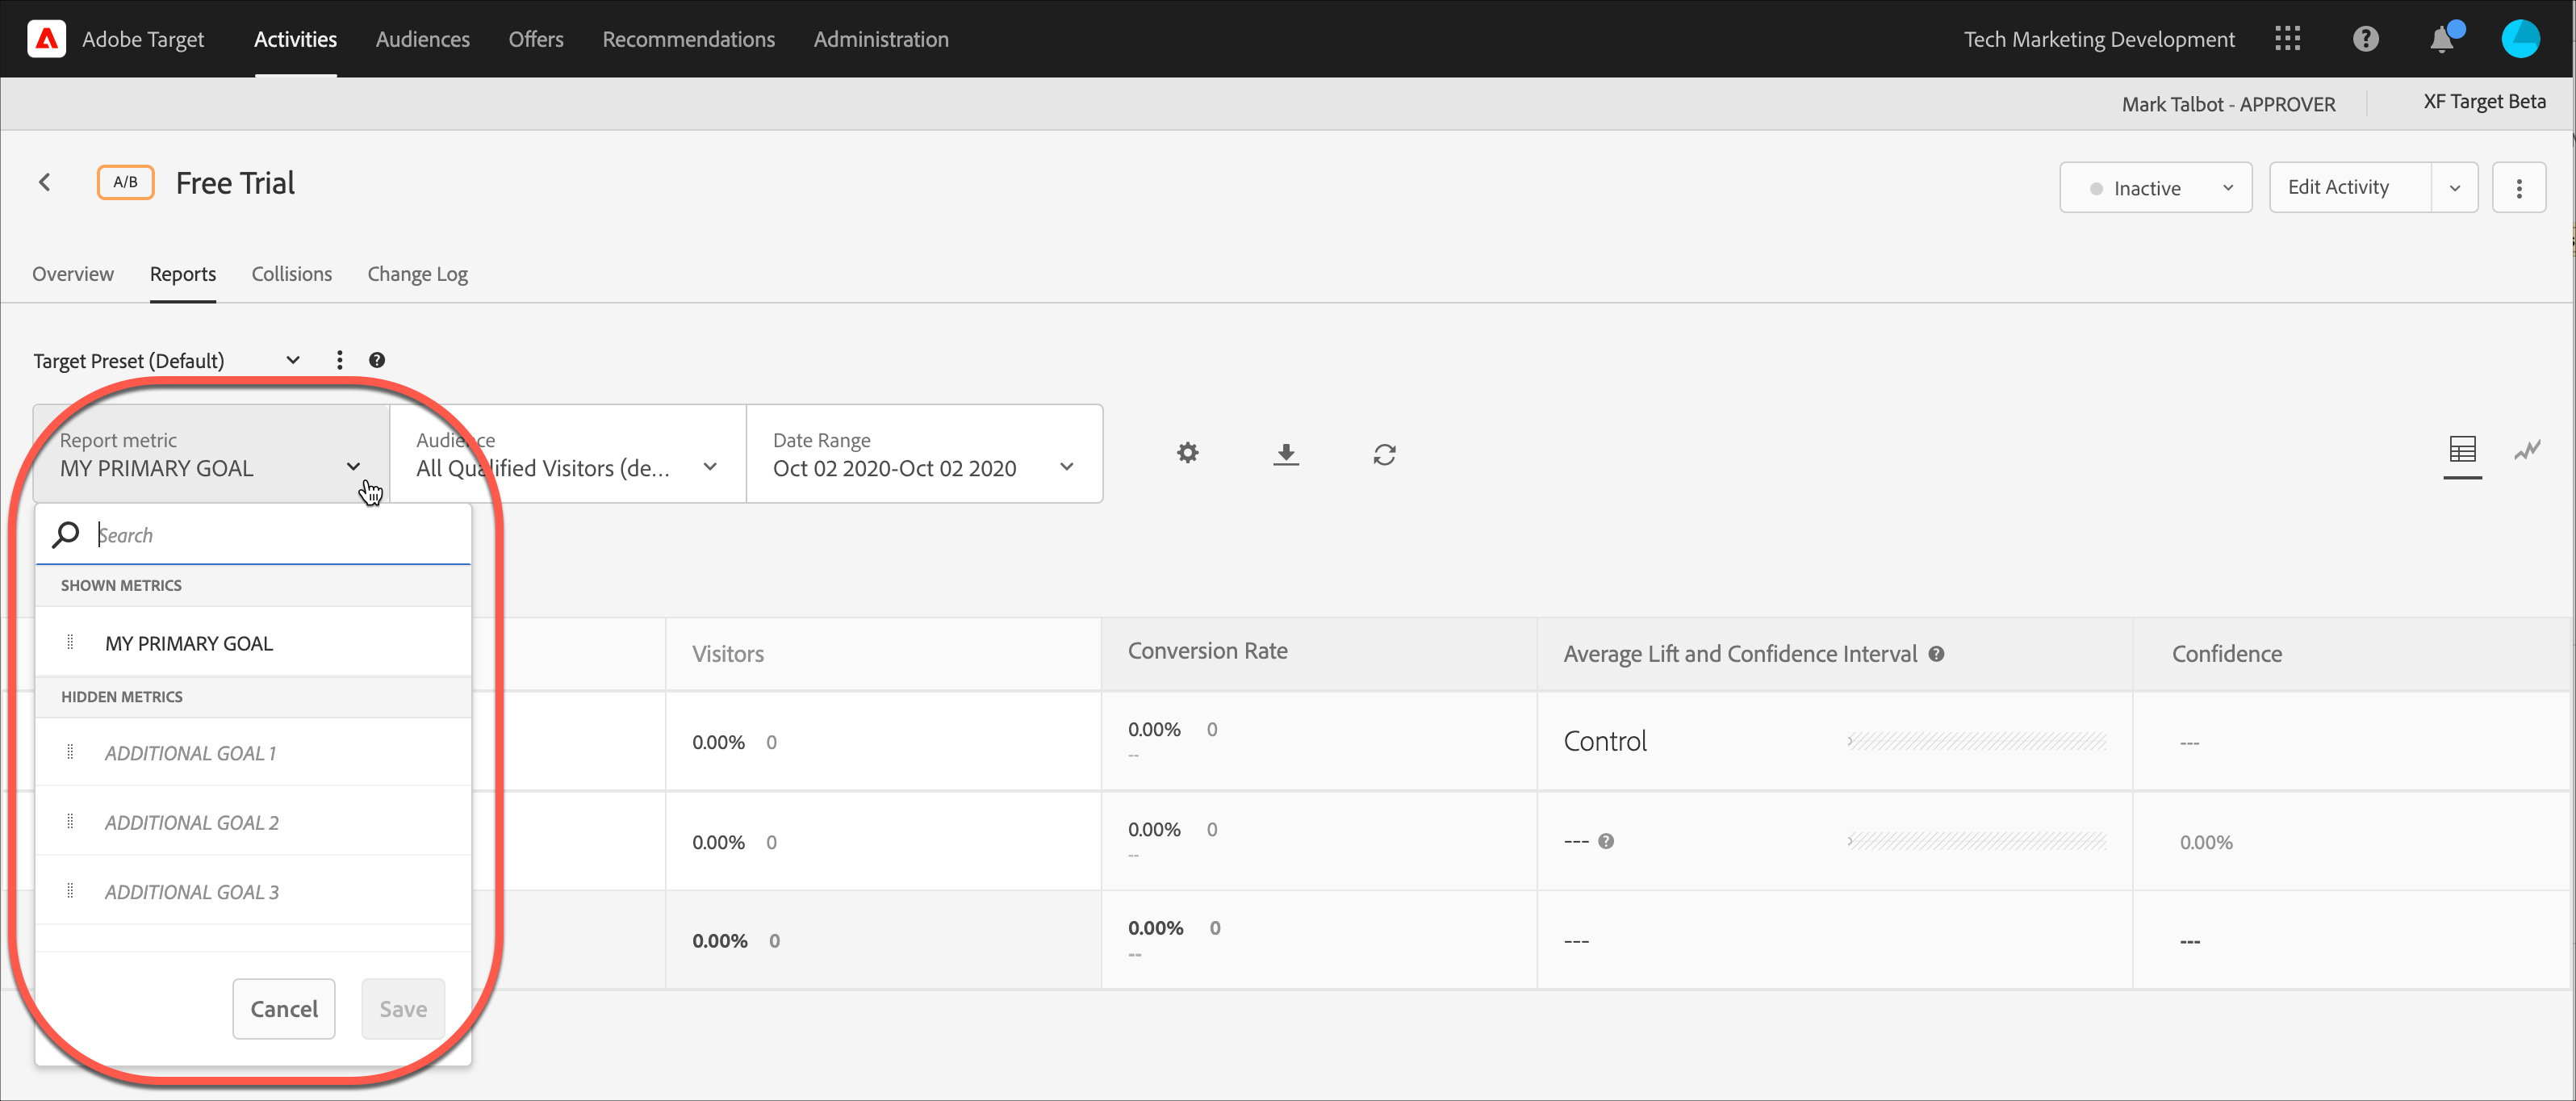 Adobe Target Activities Audiences Offers Recommendations Administration Tech Marketing Development
Mark Talbot - APPROVER XF Target Beta
A/B Free Trial Inactive Edit Activity
Overview Reports Collisions Change Log
Target Preset (Default)
Report metric Audience Date Range
MY PRIMARY GOAL All Qualified Visitors (de... Oct 02 2020-Oct 02 2020
Search
SHOWN METRICS
MY PRIMARY GOAL
HIDDEN METRICS
ADDITIONAL GOAL 1
ADDITIONAL GOAL 2
ADDITIONAL GOAL 3
Cancel Save
Visitors Conversion Rate Average Lift and Confidence Interval Confidence
0.00% 0 0.00% 0 Control ---
--
0.00% 0 0.00% 0 --- 0.00%
--
0.00% 0 0.00% 0 --- ---
--